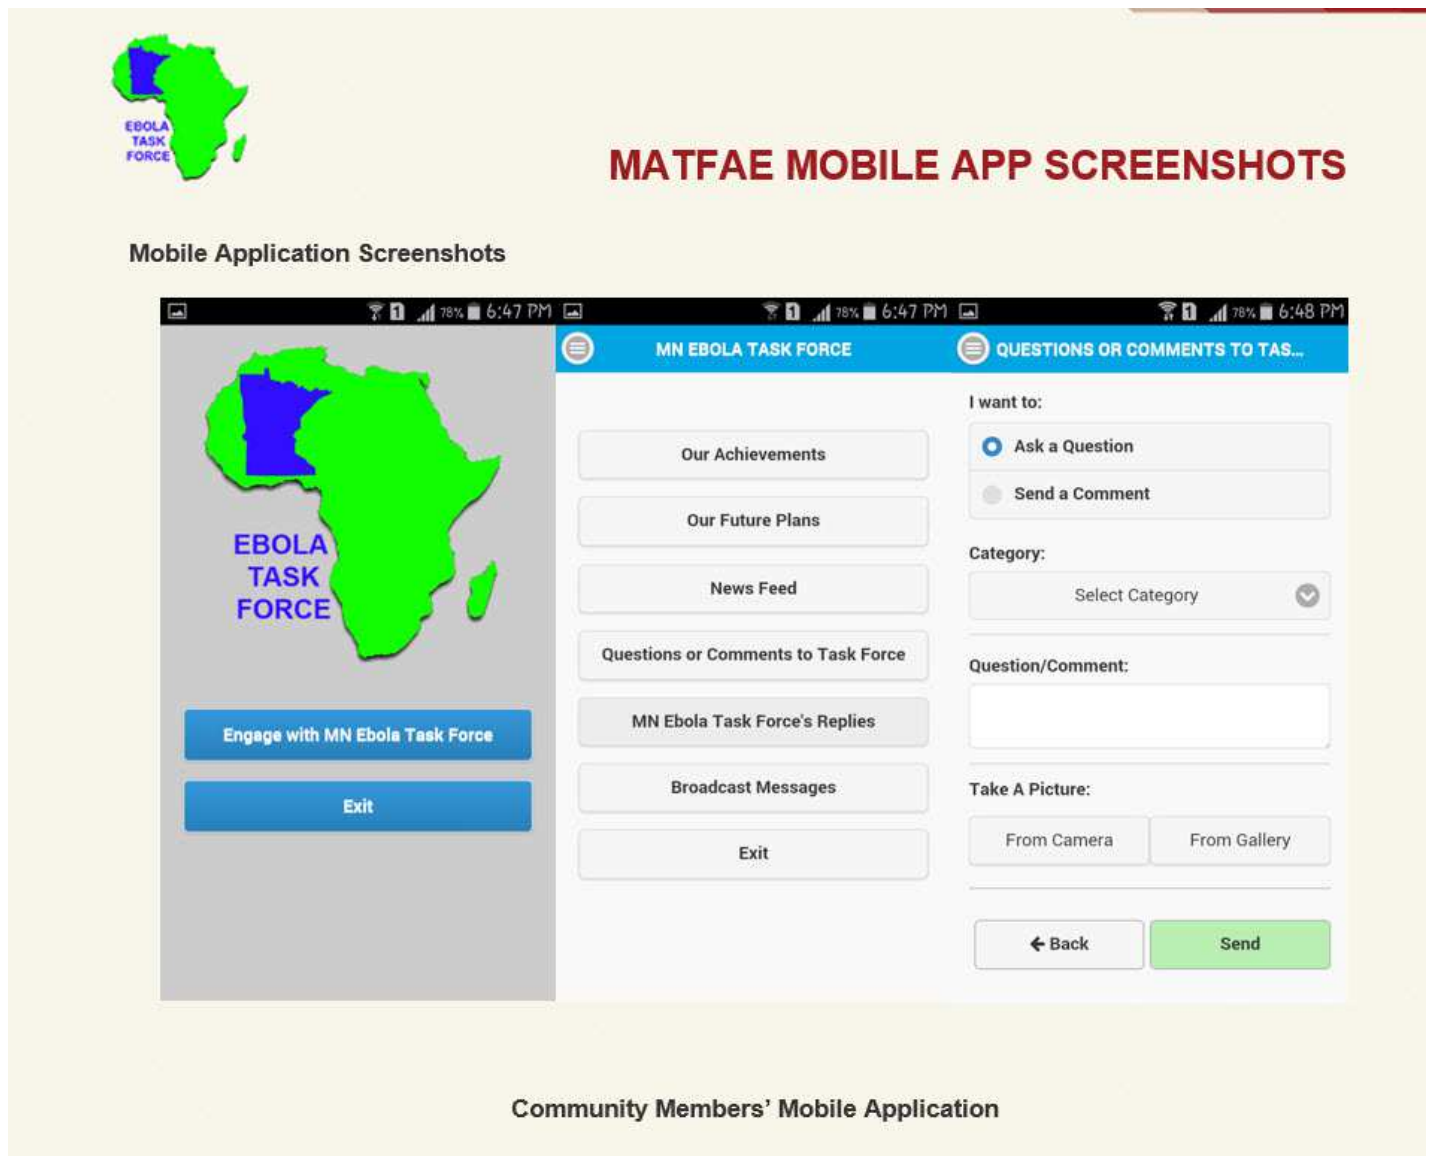 EBOLA
TASK
FORCE
MATFAE MOBILE APP SCREENSHOTS
Mobile Application Screenshots
1 78% 6:47 PM
EBOLA
TASK
FORCE
Engage with MN Ebola Task Force
Exit
1 78% 6:47 PM
MN EBOLA TASK FORCE
Our Achievements
Our Future Plans
News Feed
Questions or Comments to Task Force
MN Ebola Task Force's Replies
Broadcast Messages
Exit
1 78% 6:48 PM
QUESTIONS OR COMMENTS TO TAS...
I want to:
Ask a Question
Send a Comment
Category:
Select Category
Question/Comment:
Take A Picture:
From Camera From Gallery
Back Send
Community Members’ Mobile Application